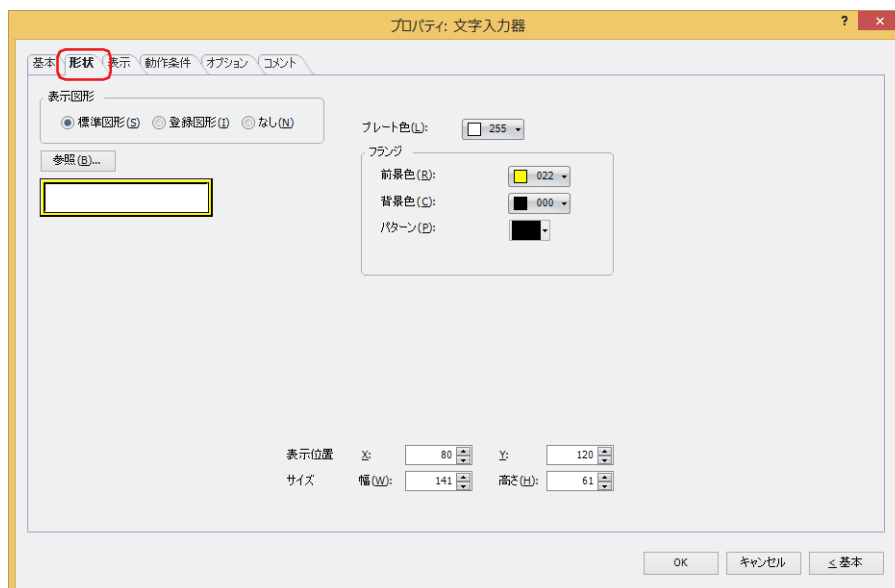 プロパティ: 文字入力器
? ×
基本 形状 表示 動作条件 オプション コメント
表示図形
標準図形(S) 登録図形(I) なし(N)
プレート色(L): 255
参照(B)...
フランジ
前景色(R): 022
背景色(C): 000
パターン(P):
表示位置 X: 80 Y: 120
サイズ 幅(W): 141 高さ(H): 61
OK キャンセル < 基本